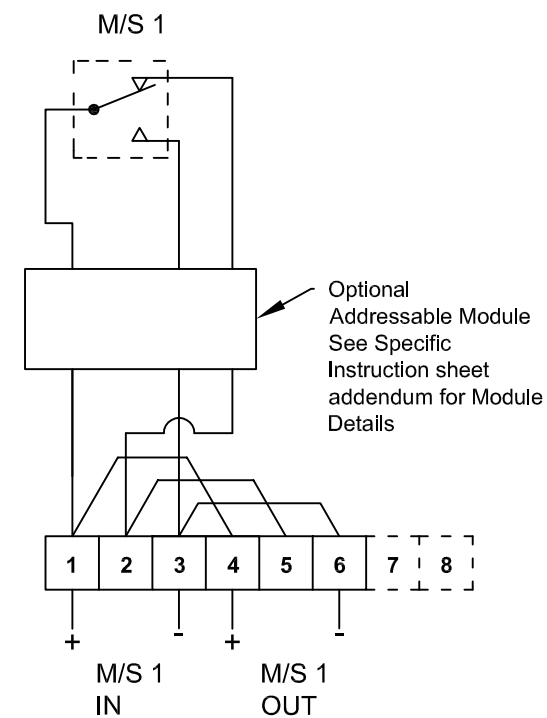 M/S 1
Optional
Addressable Module
See Specific
Instruction sheet
addendum for Module
Details
1 2 3 4 5 6 7 8
+ - + -
M/S 1 M/S 1
IN OUT